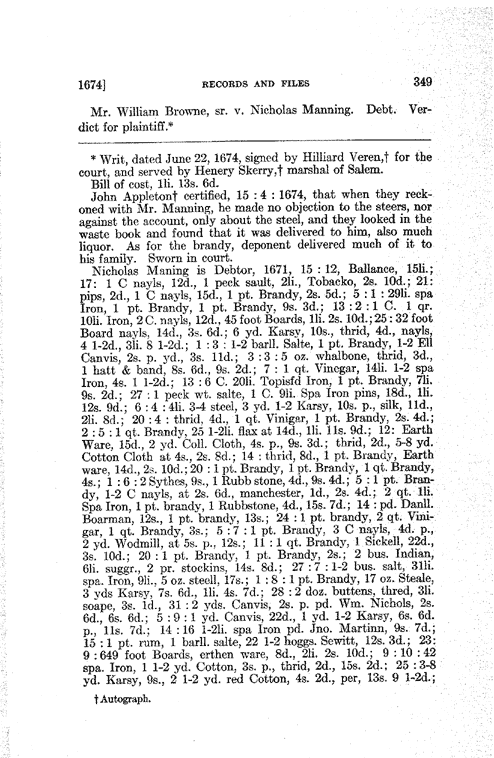 1674] RECORDS AND FILES 349
Mr. William Browne, sr. v. Nicholas Manning. Debt. Ver-
dict for plaintiff.*
* Writ, dated June 22, 1674, signed by Hilliard Veren,† for the
court, and served by Henery Skerry,† marshal of Salem.
Bill of cost, 1li. 13s. 6d.
John Appleton† certified, 15 : 4 : 1674, that when they reck-
oned with Mr. Manning, he made no objection to the steers, nor
against the account, only about the steel, and they looked in the
waste book and found that it was delivered to him, also much
liquor. As for the brandy, deponent delivered much of it to
his family. Sworn in court.
Nicholas Maning is Debtor, 1671, 15 : 12, Ballance, 15li.;
17: 1 C nayls, 12d., 1 peck sault, 2li., Tobacko, 2s. 10d.; 21:
pips, 2d., 1 C nayls, 15d., 1 pt. Brandy, 2s. 5d.; 5 : 1 : 29li. spa
Iron, 1 pt. Brandy, 1 pt. Brandy, 9s. 3d.; 13 : 2 : 1 C. 1 qr.
10li. Iron, 2 C. nayls, 12d., 45 foot Boards, 1li. 2s. 10d.; 25 : 32 foot
Board nayls, 14d., 3s. 6d.; 6 yd. Karsy, 10s., thrid, 4d., nayls,
4 1-2d., 3li. 8 1-2d.; 1 : 3 : 1-2 barll. Salte, 1 pt. Brandy, 1-2 Ell
Canvis, 2s. p. yd., 3s. 11d.; 3 : 3 : 5 oz. whalbone, thrid, 3d.,
1 hatt & band, 8s. 6d., 9s. 2d.; 7 : 1 qt. Vinegar, 14li. 1-2 spa
Iron, 4s. 1 1-2d.; 13 : 6 C. 20li. Topisfd Iron, 1 pt. Brandy, 7li.
9s. 2d.; 27 : 1 peck wt. salte, 1 C. 9li. Spa Iron pins, 18d., 1li.
12s. 9d.; 6 : 4 : 4li. 3-4 steel, 3 yd. 1-2 Karsy, 10s. p., silk, 11d.,
2li. 8d.; 20 : 4 : thrid, 4d., 1 qt. Vinigar, 1 pt. Brandy, 2s. 4d.;
2 : 5 : 1 qt. Brandy, 25 1-2li. flax at 14d., 1li. 11s. 9d.; 12: Earth
Ware, 15d., 2 yd. Coll. Cloth, 4s. p., 9s. 3d.; thrid, 2d., 5-8 yd.
Cotton Cloth at 4s., 2s. 8d.; 14 : thrid, 8d., 1 pt. Brandy, Earth
ware, 14d., 2s. 10d.; 20 : 1 pt. Brandy, 1 pt. Brandy, 1 qt. Brandy,
4s.; 1 : 6 : 2 Sythes, 9s., 1 Rubb stone, 4d., 9s. 4d.; 5 : 1 pt. Bran-
dy, 1-2 C nayls, at 2s. 6d., manchester, 1d., 2s. 4d.; 2 qt. 1li.
Spa Iron, 1 pt. brandy, 1 Rubbstone, 4d., 15s. 7d.; 14 : pd. Danll.
Boarman, 12s., 1 pt. brandy, 13s.; 24 : 1 pt. brandy, 2 qt. Vini-
gar, 1 qt. Brandy, 3s.; 5 : 7 : 1 pt. Brandy, 3 C nayls, 4d. p.,
2 yd. Wodmill, at 5s. p., 12s.; 11 : 1 qt. Brandy, 1 Sickell, 22d.,
3s. 10d.; 20 : 1 pt. Brandy, 1 pt. Brandy, 2s.; 2 bus. Indian,
6li. suggr., 2 pr. stockins, 14s. 8d.; 27 : 7 : 1-2 bus. salt, 31li.
spa. Iron, 9li., 5 oz. steell, 17s.; 1 : 8 : 1 pt. Brandy, 17 oz. Steale,
3 yds Karsy, 7s. 6d., 1li. 4s. 7d.; 28 : 2 doz. buttens, thred, 3li.
soape, 3s. 1d., 31 : 2 yds. Canvis, 2s. p. pd. Wm. Nichols, 2s.
6d., 6s. 6d.; 5 : 9 : 1 yd. Canvis, 22d., 1 yd. 1-2 Karsy, 6s. 6d.
p., 11s. 7d.; 14 : 16 1-2li. spa Iron pd. Jno. Martinn, 9s. 7d.;
15 : 1 pt. rum, 1 barll. salte, 22 1-2 hoggs. Sewitt, 12s. 3d.; 23:
9 : 649 foot Boards, erthen ware, 8d., 2li. 2s. 10d.; 9 : 10 : 42
spa. Iron, 1 1-2 yd. Cotton, 3s. p., thrid, 2d., 15s. 2d.; 25 : 3-8
yd. Karsy, 9s., 2 1-2 yd. red Cotton, 4s. 2d., per, 13s. 9 1-2d.;
†Autograph.